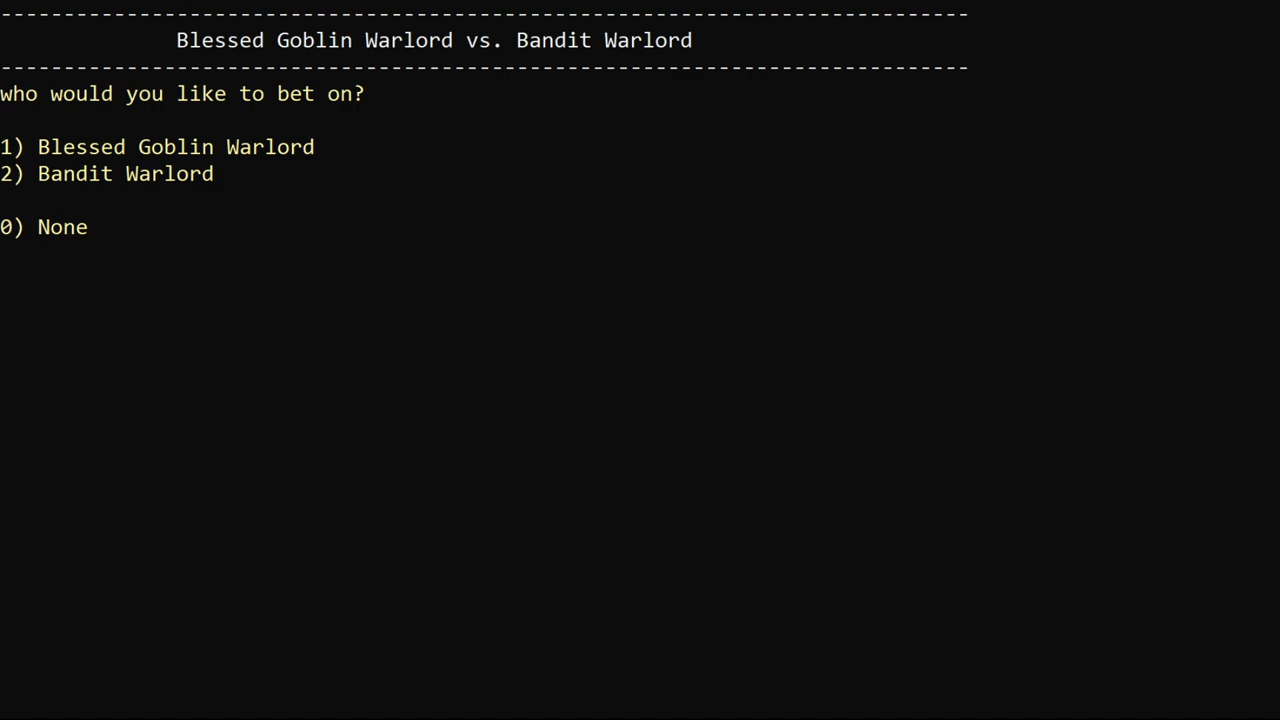 -----------------------------------------------------------------------------
Blessed Goblin Warlord vs. Bandit Warlord
-----------------------------------------------------------------------------
who would you like to bet on?
1) Blessed Goblin Warlord
2) Bandit Warlord
0) None